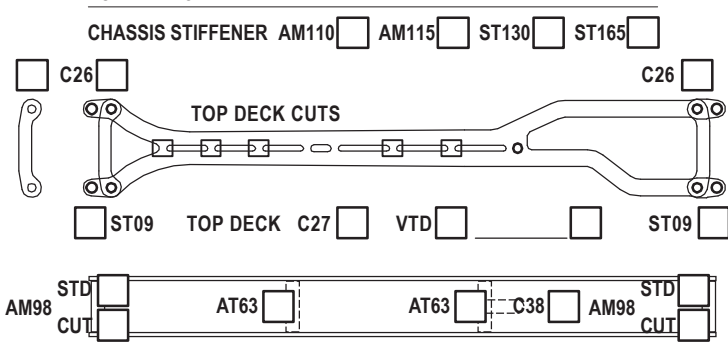 CHASSIS STIFFENER AM110 AM115 ST130 ST165
C26 C26
TOP DECK CUTS
ST09 TOP DECK C27 VTD ST09
STD STD
AM98 AT63 AT63 C38 AM98
CUT CUT